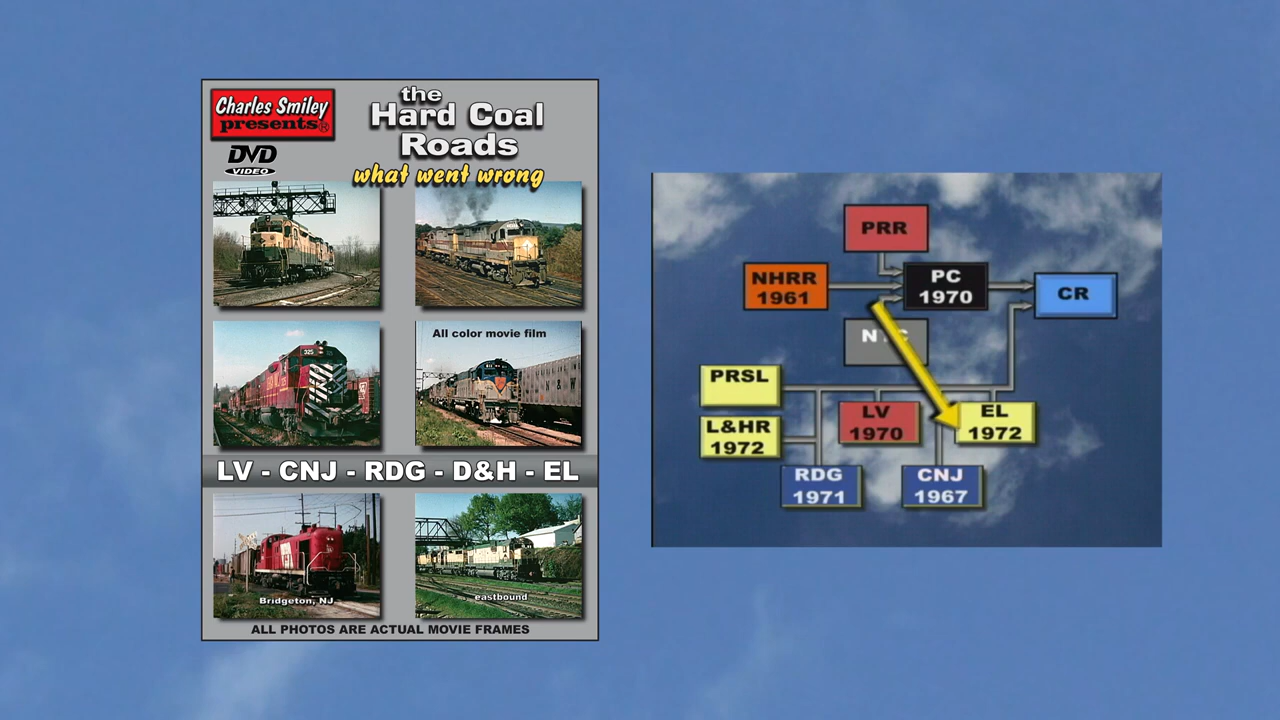 Charles Smiley
presents®
DVD
VIDEO
the
Hard Coal
Roads
what went wrong
All color movie film
LV - CNJ - RDG - D&H - EL
Bridgeton, NJ
eastbound
ALL PHOTOS ARE ACTUAL MOVIE FRAMES
PRR
NHRR
1961
PC
1970
CR
PRSL
L&HR
1972
LV
1970
EL
1972
RDG
1971
CNJ
1967